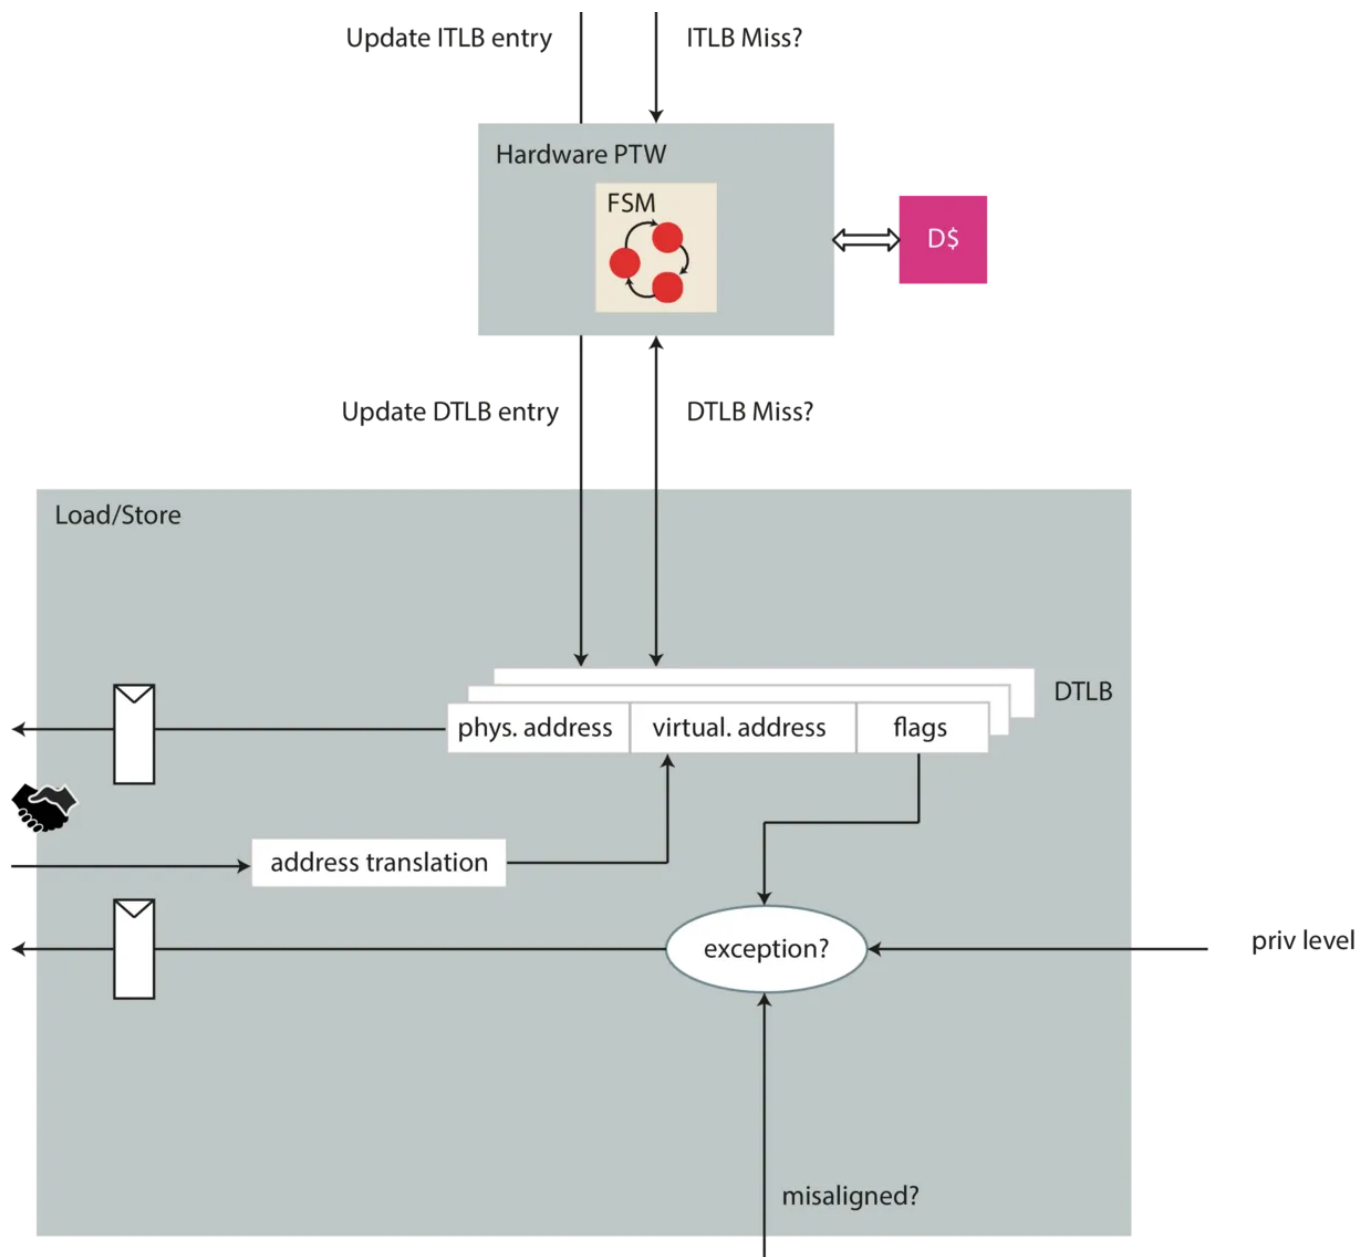 Update ITLB entry
ITLB Miss?
Hardware PTW
FSM
D$
Update DTLB entry
DTLB Miss?
Load/Store
DTLB
phys. address
virtual. address
flags
address translation
exception?
priv level
misaligned?